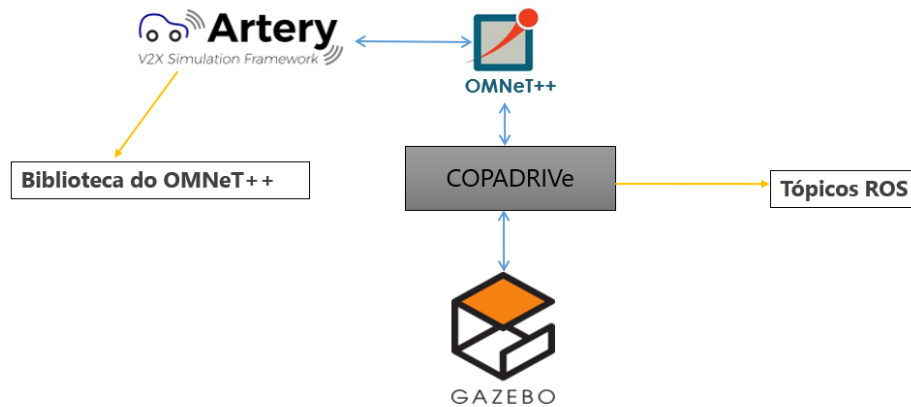 Artery
V2X Simulation Framework
OMNeT++
Biblioteca do OMNeT++
COPADRIVe
Tópicos ROS
GAZEBO